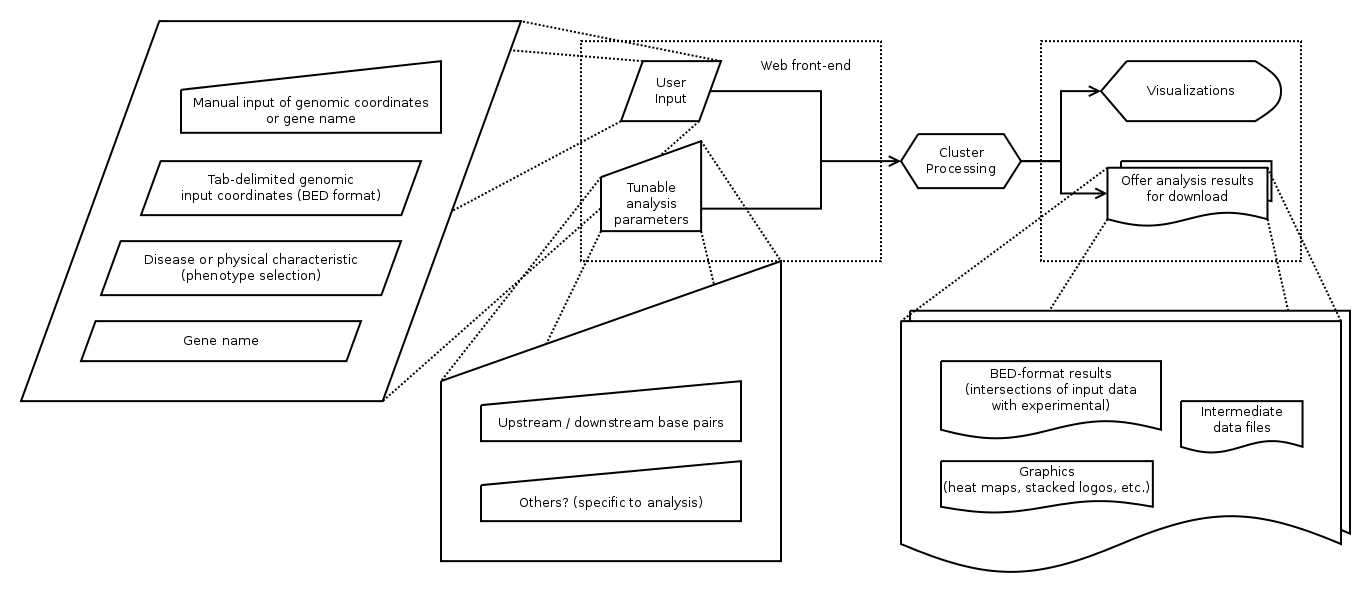 Manual input of genomic coordinates
or gene name
Tab-delimited genomic
input coordinates (BED format)
Disease or physical characteristic
(phenotype selection)
Gene name
User
Input
Web front-end
Tunable
analysis
parameters
Upstream / downstream base pairs
Others? (specific to analysis)
Cluster
Processing
Visualizations
Offer analysis results
for download
BED-format results
(intersections of input data
with experimental)
Intermediate
data files
Graphics
(heat maps, stacked logos, etc.)